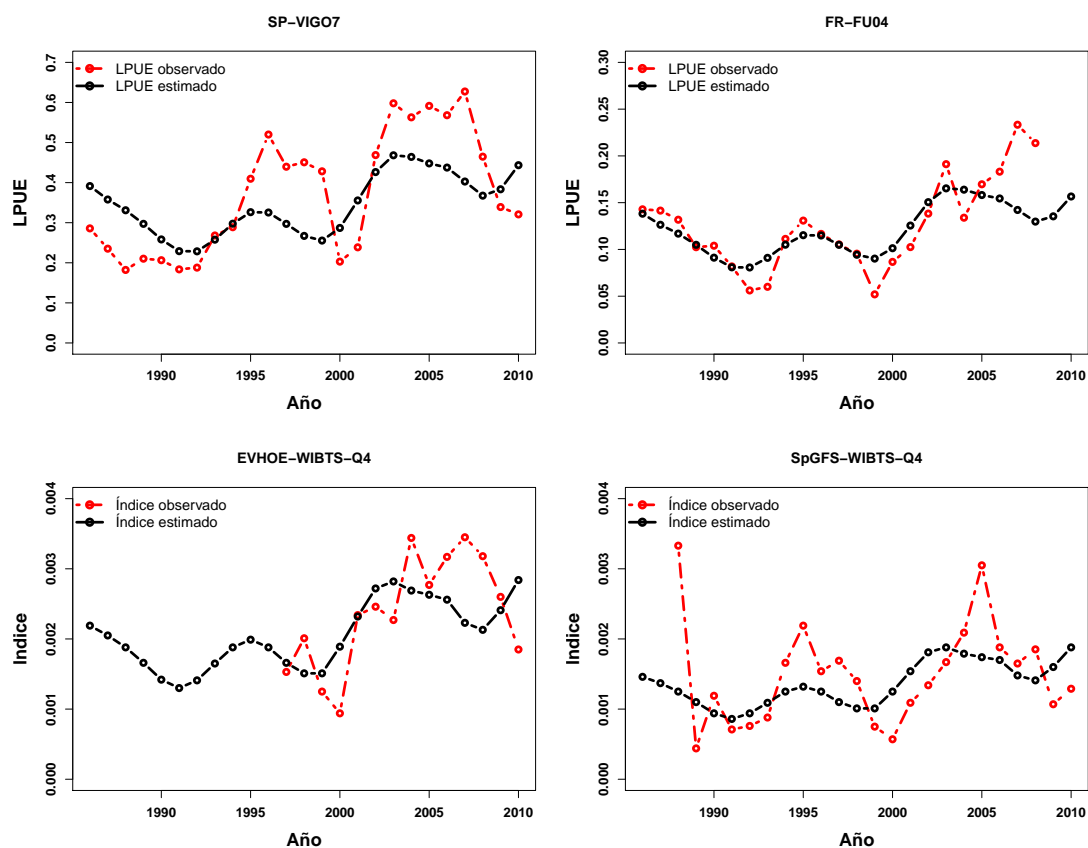 SP−VIGO7
LPUE observado
LPUE estimado
LPUE
0.0 0.1 0.2 0.3 0.4 0.5 0.6 0.7
1990 1995 2000 2005 2010
Año
FR−FU04
LPUE observado
LPUE estimado
LPUE
0.00 0.05 0.10 0.15 0.20 0.25 0.30
1990 1995 2000 2005 2010
Año
EVHOE−WIBTS−Q4
Índice observado
Índice estimado
Indice
0.000 0.001 0.002 0.003 0.004
1990 1995 2000 2005 2010
Año
SpGFS−WIBTS−Q4
Índice observado
Índice estimado
Indice
0.000 0.001 0.002 0.003 0.004
1990 1995 2000 2005 2010
Año